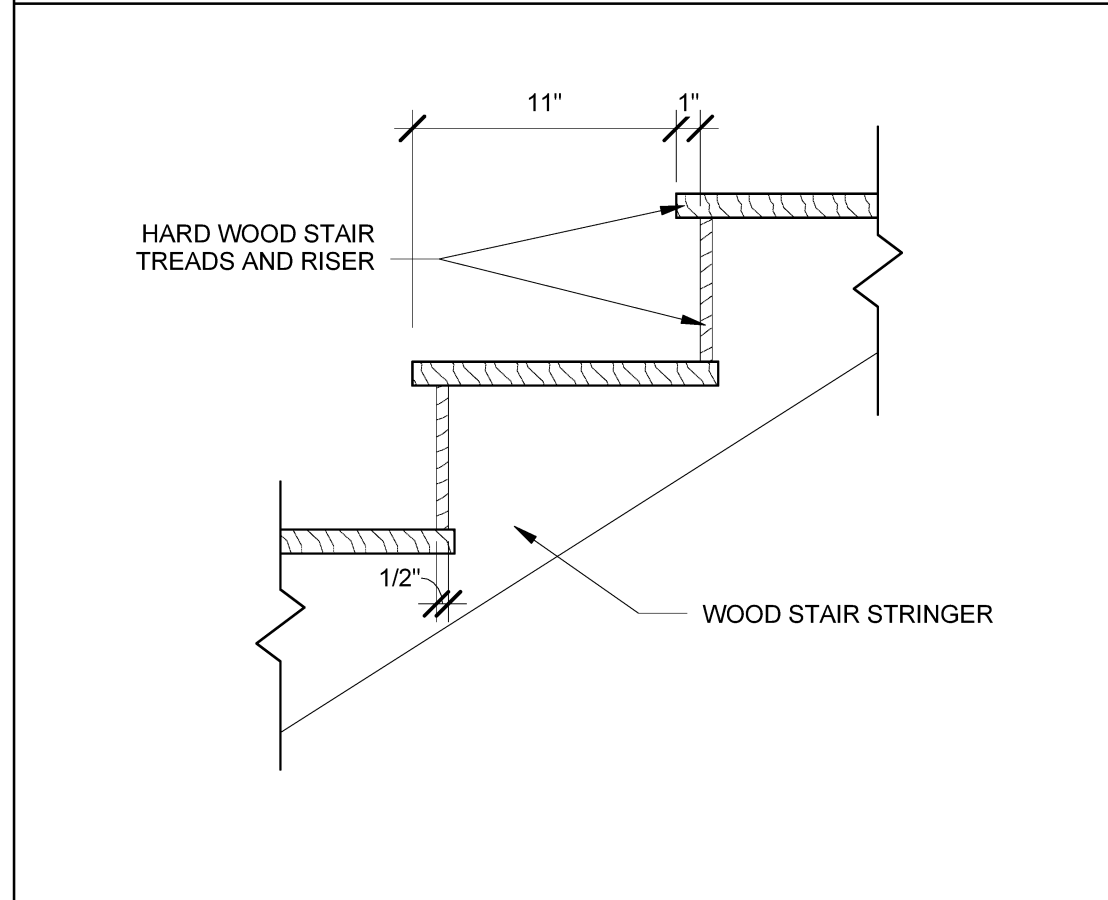 11"
1"
HARD WOOD STAIR
TREADS AND RISER
1/2"
WOOD STAIR STRINGER